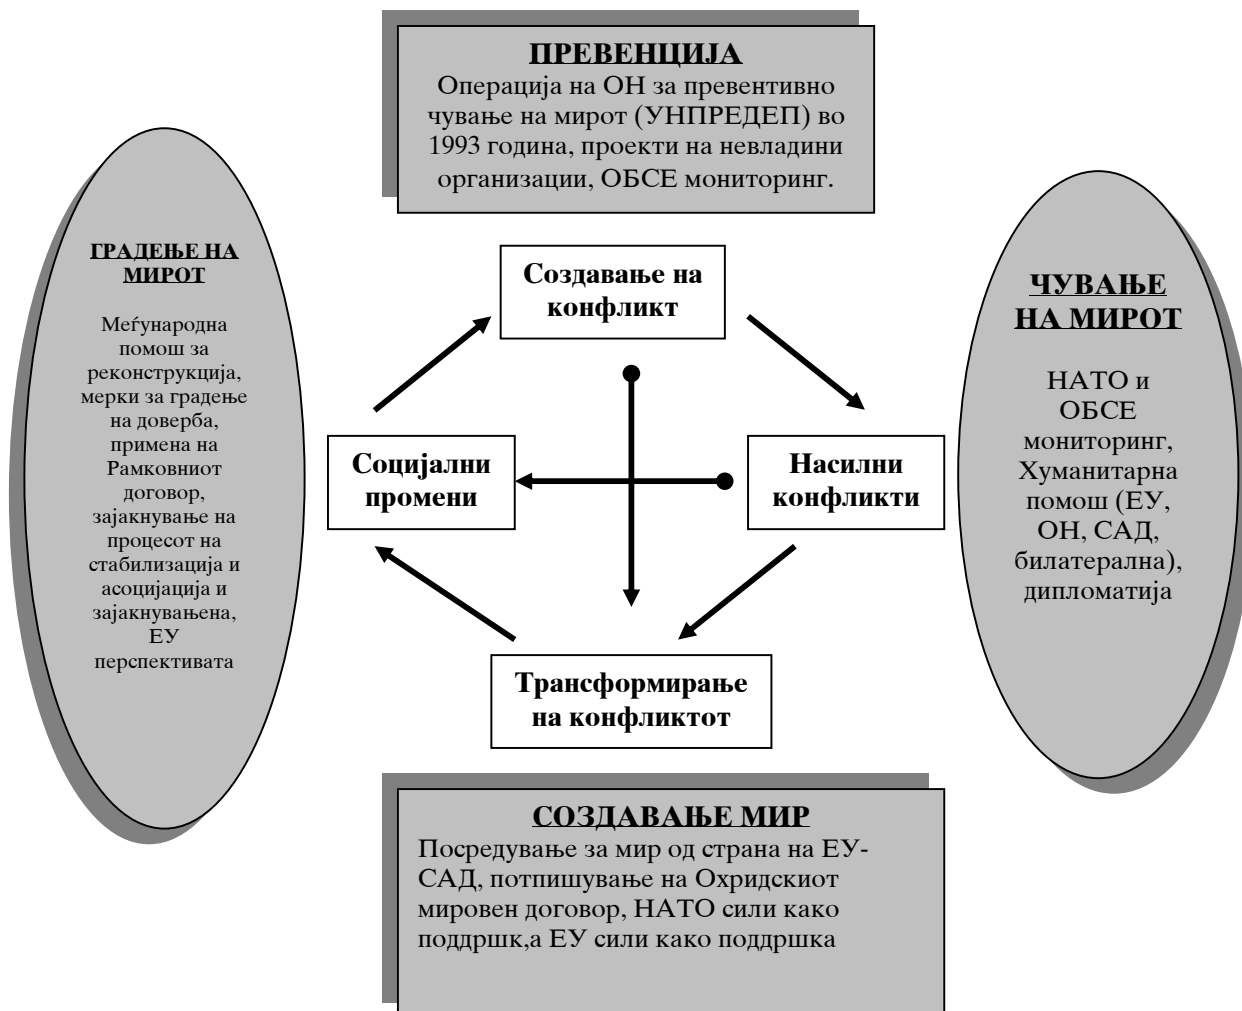 ПРЕВЕНЦИЈА
Операција на ОН за превентивно
чување на мирот (УНПРЕДЕП) во
1993 година, проекти на невладини
организации, ОБСЕ мониторинг.
ГРАДЕЊЕ НА
МИРОТ
Меѓународна
помош за
реконструкција,
мерки за градење
на доверба,
примена на
Рамковниот
договор,
зајакнување на
процесот на
стабилизација и
асоцијација и
зајакнувањена,
ЕУ
перспективата
Создавање на
конфликт
Социјални
промени
Насилни
конфликти
Трансформирање
на конфликтот
ЧУВАЊЕ
НА МИРОТ
НАТО и
ОБСЕ
мониторинг,
Хуманитарна
помош (ЕУ,
ОН, САД,
билатерална),
дипломатија
СОЗДАВАЊЕ МИР
Посредување за мир од страна на ЕУ-
САД, потпишување на Охридскиот
мировен договор, НАТО сили како
поддршк,а ЕУ сили како поддршка